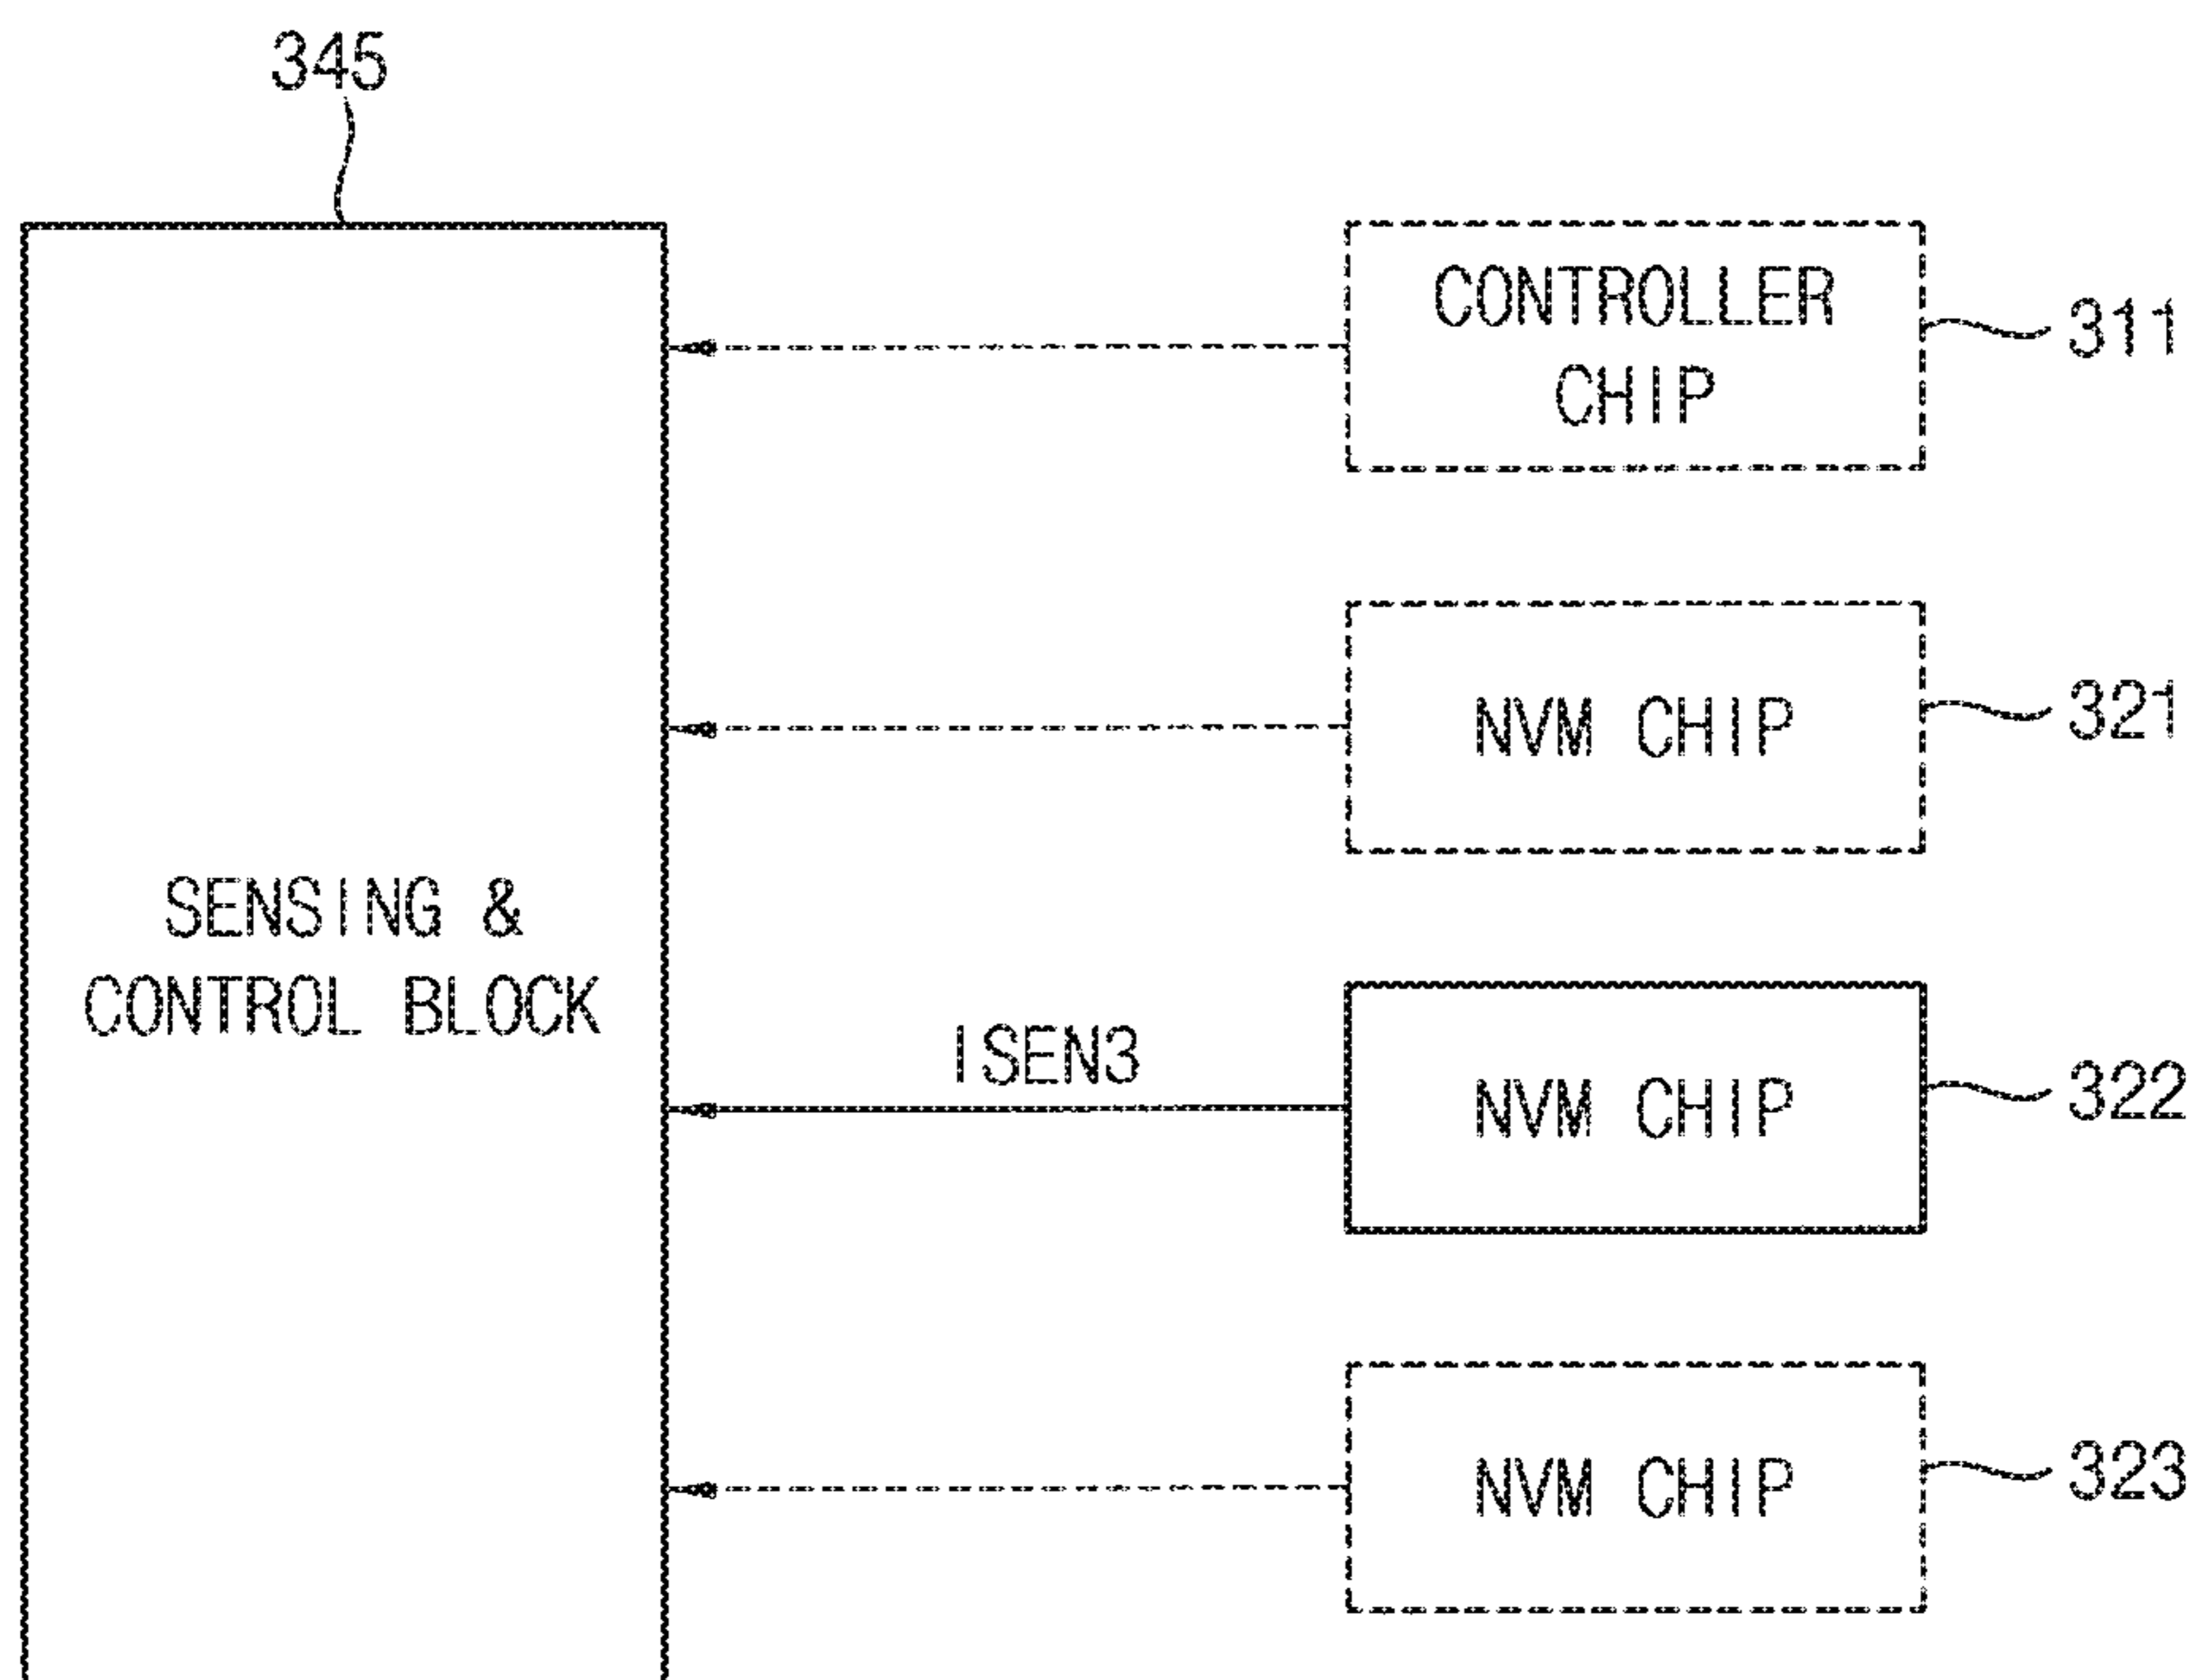 345
CONTROLLER
CHIP
311
NVM CHIP
321
SENSING &
CONTROL BLOCK
ISEN3
NVM CHIP
322
NVM CHIP
323